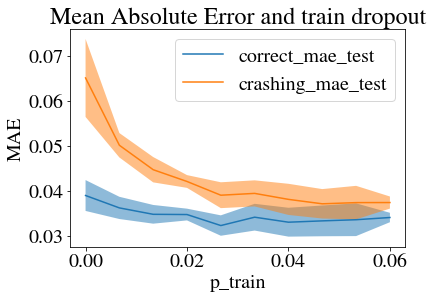 Mean Absolute Error and train dropout
correct_mae_test
crashing_mae_test
MAE
0.07
0.06
0.05
0.04
0.03
0.00
0.02
0.04
0.06
p_train